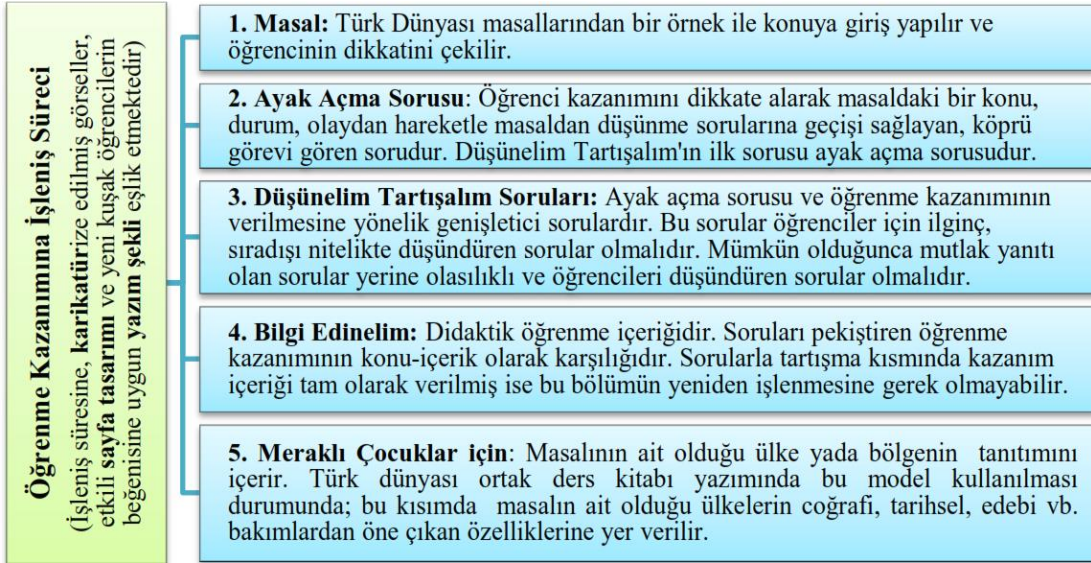 Öğrenme Kazanımına İşleniş Süreci
(İşleniş süresine, karikatürize edilmiş görseller,
etkili sayfa tasarımı ve yeni kuşak öğrencilerin
beğenisine uygun yazım şekli eşlik etmektedir)
1. Masal: Türk Dünyası masallarından bir örnek ile konuya giriş yapılır ve
öğrencinin dikkatini çekilir.
2. Ayak Açma Sorusu: Öğrenci kazanımını dikkate alarak masaldaki bir konu,
durum, olaydan hareketle masaldan düşünme sorularına geçişi sağlayan, köprü
görevi gören sorudur. Düşünelim Tartışalım'ın ilk sorusu ayak açma sorusudur.
3. Düşünelim Tartışalım Soruları: Ayak açma sorusu ve öğrenme kazanımının
verilmesine yönelik genişletici sorulardır. Bu sorular öğrenciler için ilginç,
sıradışı nitelikte düşündüren sorular olmalıdır. Mümkün olduğunca mutlak yanıtı
olan sorular yerine olasılıklı ve öğrencileri düşündüren sorular olmalıdır.
4. Bilgi Edinelim: Didaktik öğrenme içeriğidir. Soruları pekiştiren öğrenme
kazanımının konu-içerik olarak karşılığıdır. Sorularla tartışma kısmında kazanım
içeriği tam olarak verilmiş ise bu bölümün yeniden işlenmesine gerek olmayabilir.
5. Meraklı Çocuklar için: Masalının ait olduğu ülke yada bölgenin tanıtımını
içerir. Türk dünyası ortak ders kitabı yazımında bu model kullanılması
durumunda; bu kısımda masalın ait olduğu ülkelerin coğrafi, tarihsel, edebi vb.
bakımlardan öne çıkan özelliklerine yer verilir.